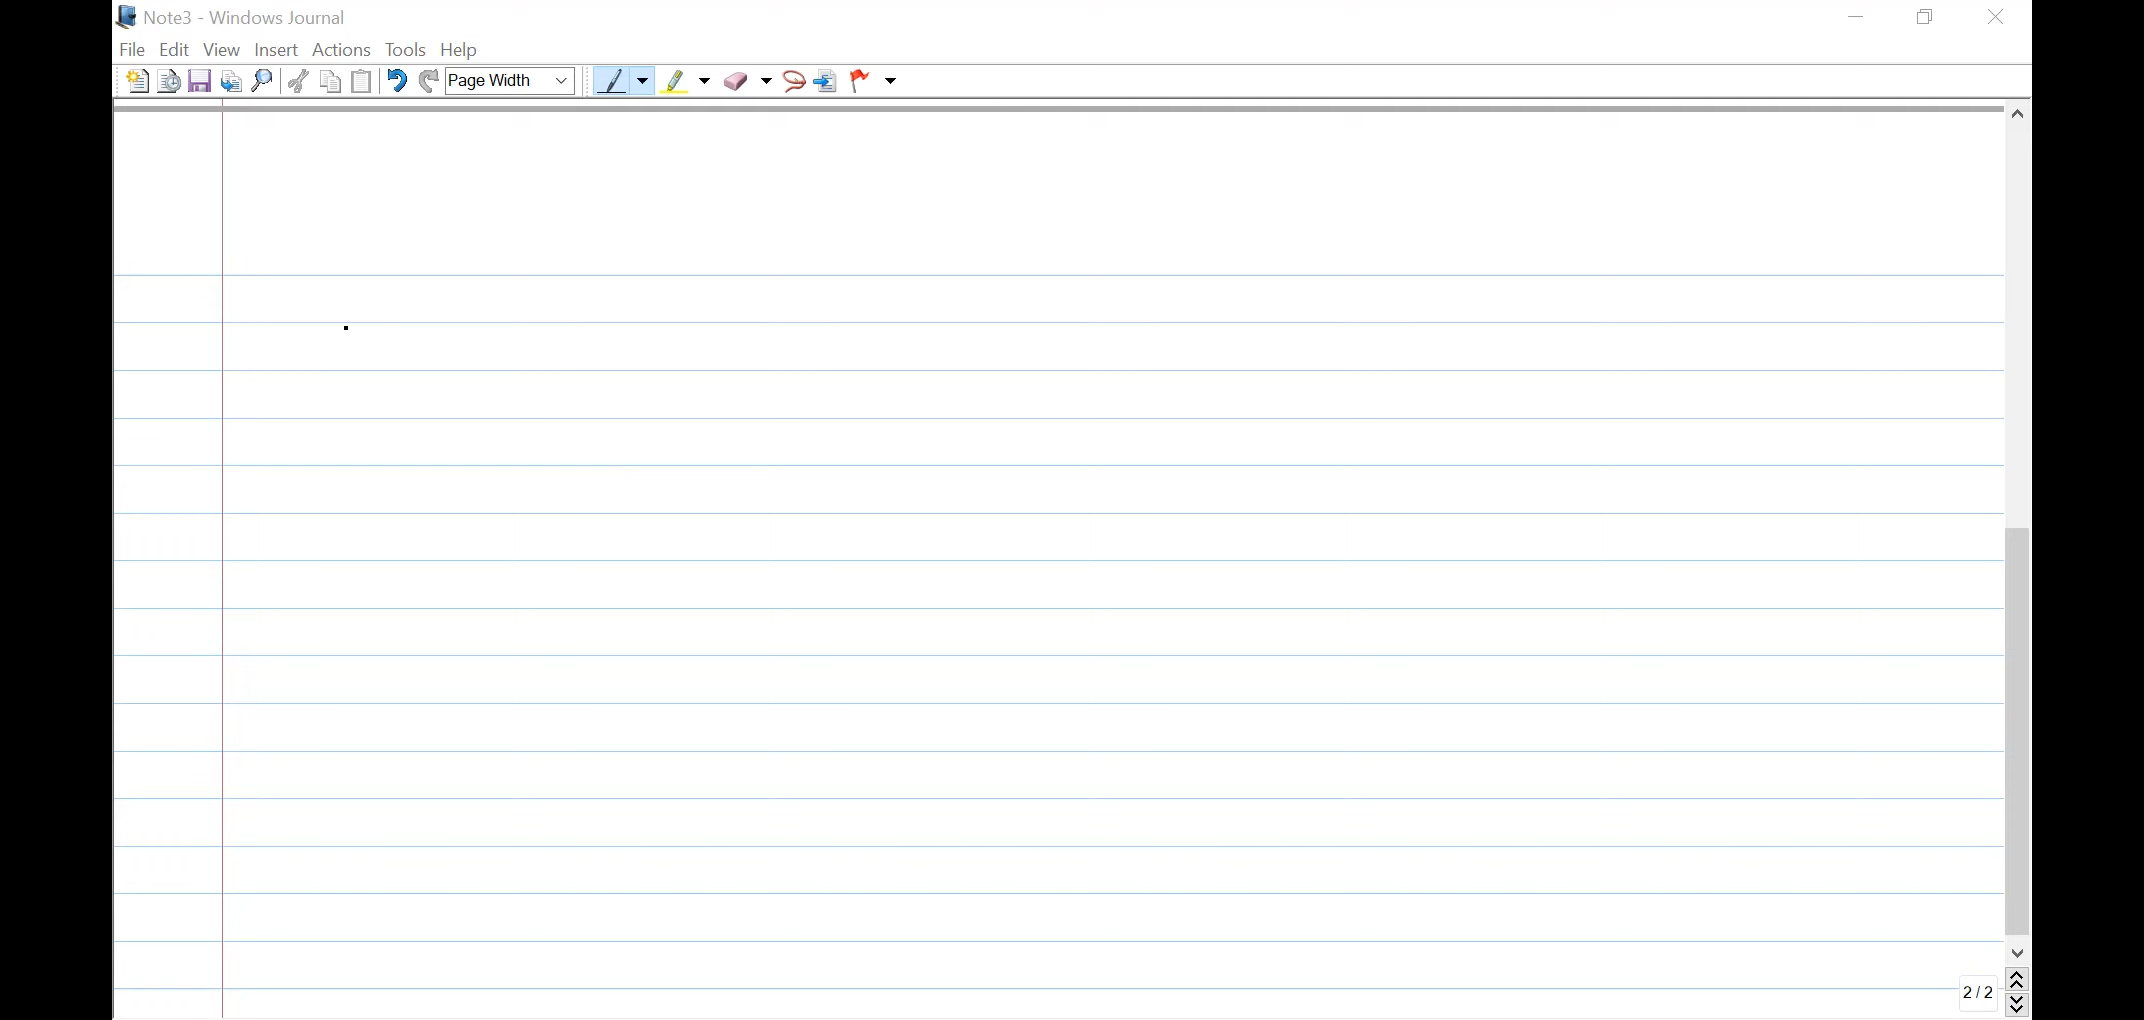 Note3 - Windows Journal
File Edit View Insert Actions Tools Help
Page Width
2 / 2